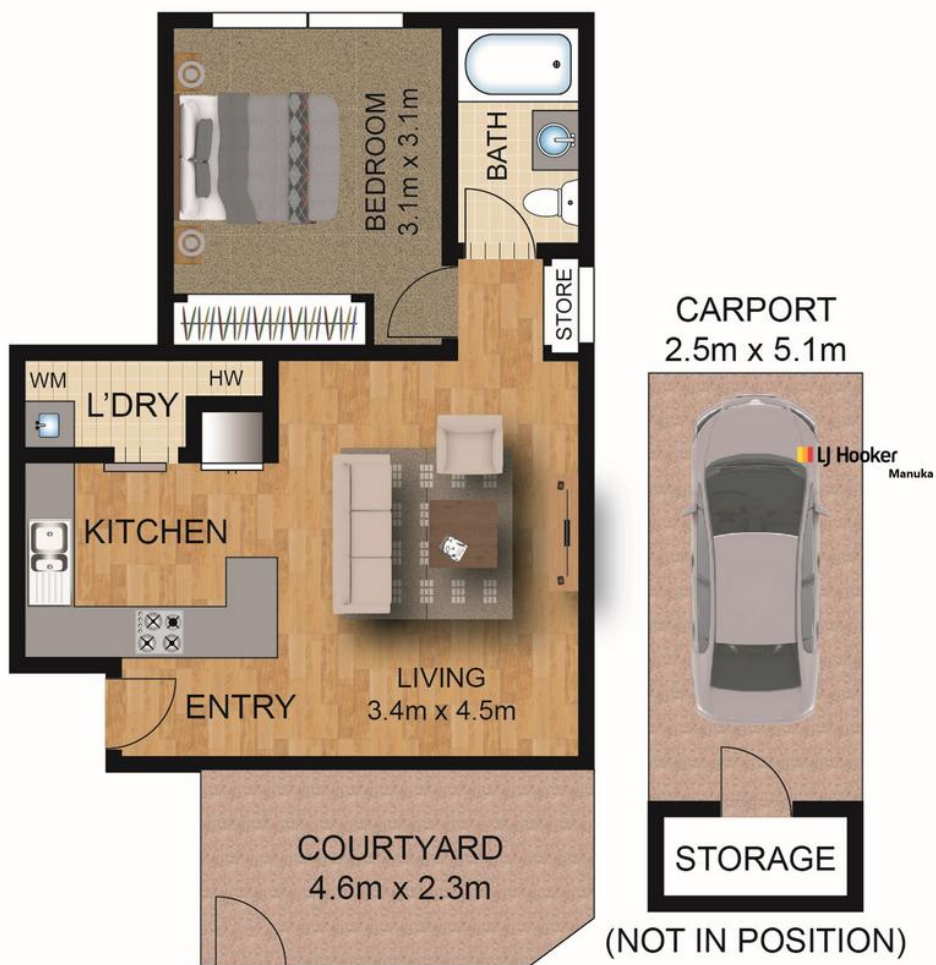 BEDROOM
3.1m x 3.1m
BATH
STORE
WM
HW
L'DRY
KITCHEN
ENTRY
LIVING
3.4m x 4.5m
COURTYARD
4.6m x 2.3m
CARPORT
2.5m x 5.1m
LJ Hooker
Manuka
STORAGE
(NOT IN POSITION)